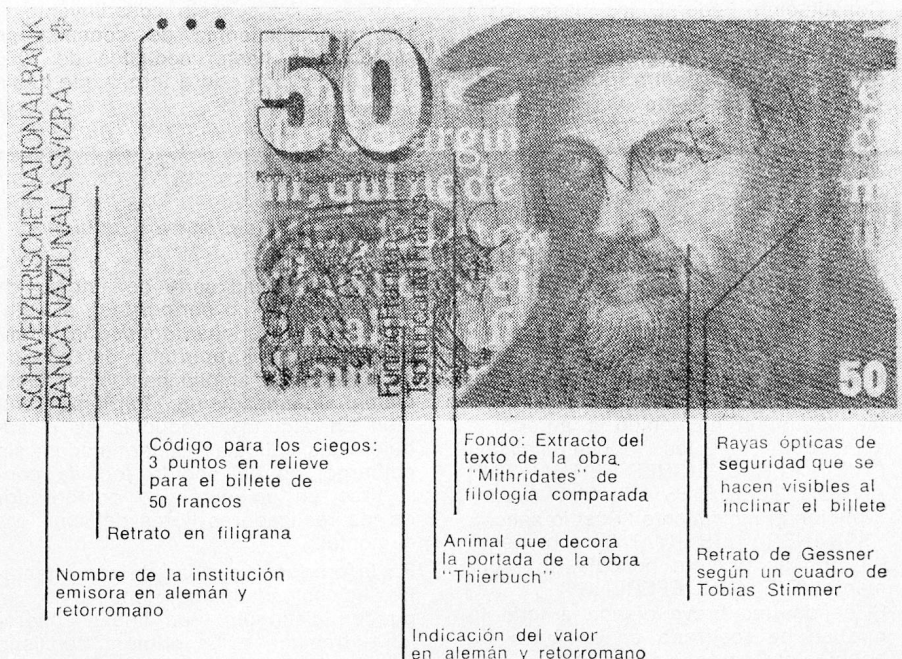 SCHWEIZERISCHE NATIONALBANK
BANCA NAZIUNALA SVIZRA
50
Fünfzig Franken
Tschuncanta Francs
50
Código para los ciegos:
3 puntos en relieve
para el billete de
50 francos
Retrato en filigrana
Nombre de la institución
emisora en alemán y
retorromano
Fondo: Extracto del
texto de la obra
"Mithridates" de
filología comparada
Animal que decora
la portada de la obra
"Thierbuch"
Indicación del valor
en alemán y retorromano
Rayas ópticas de
seguridad que se
hacen visibles al
inclinar el billete
Retrato de Gessner
según un cuadro de
Tobias Stimmer